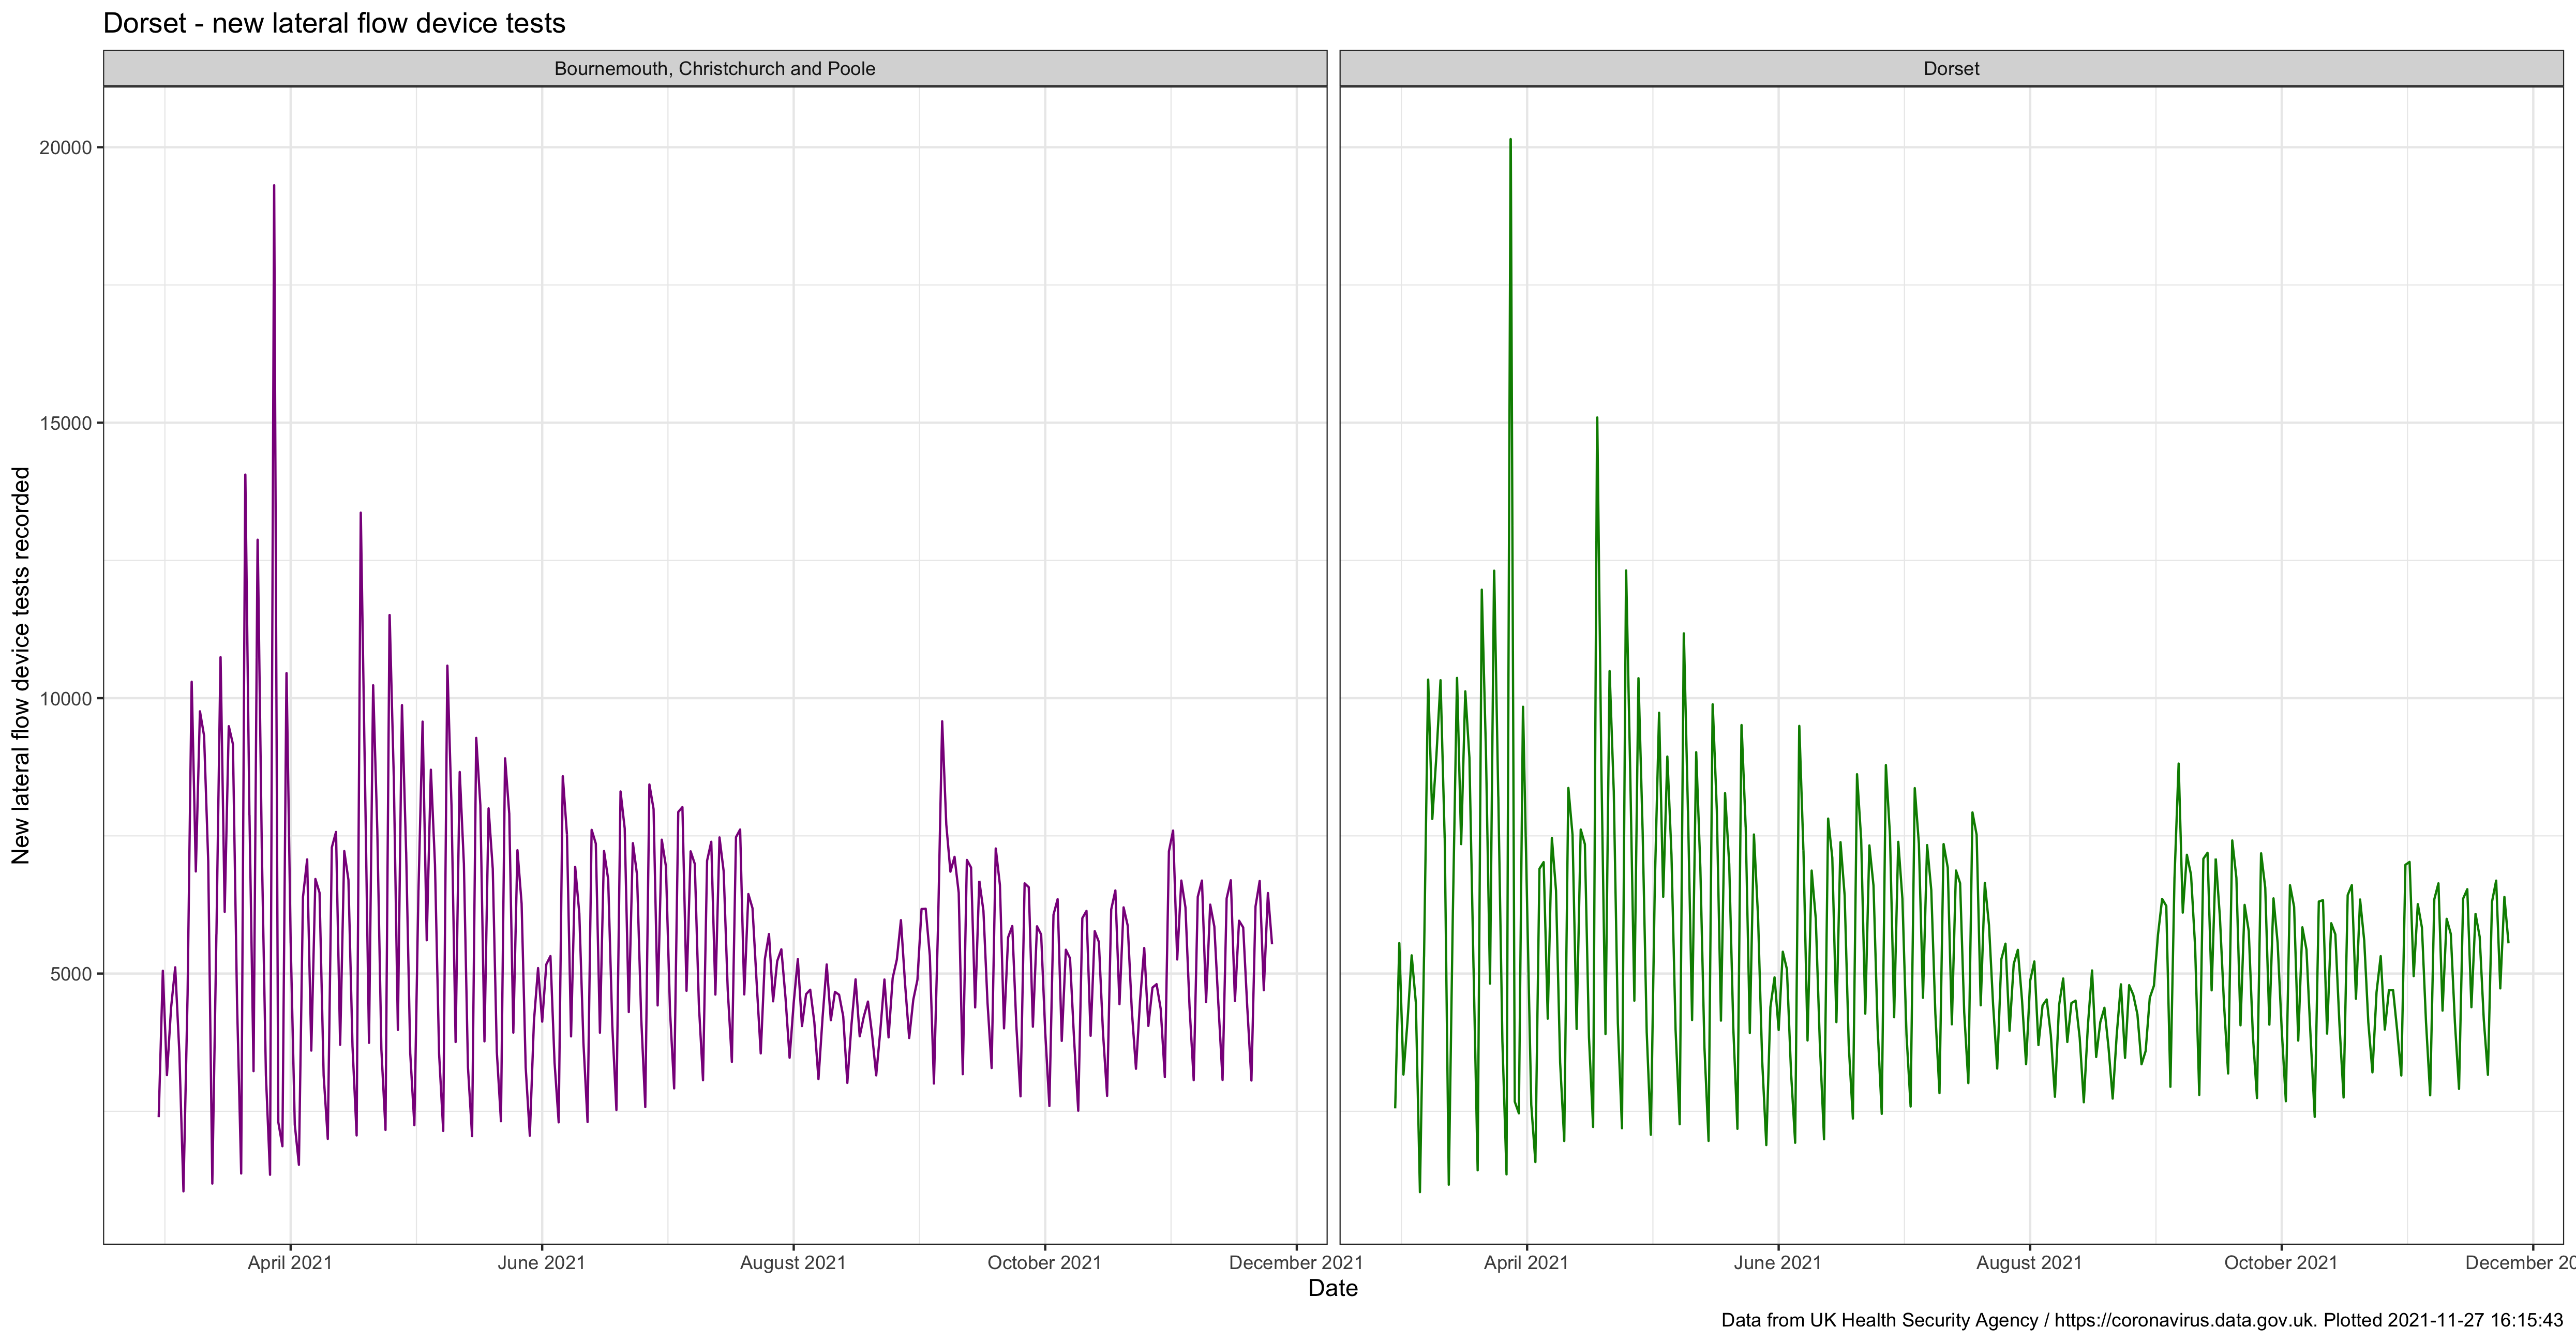 Dorset - new lateral flow device tests
Bournemouth, Christchurch and Poole
Dorset
New lateral flow device tests recorded
20000
15000
10000
5000
April 2021
June 2021
August 2021
October 2021
December 2021
April 2021
June 2021
August 2021
October 2021
December 20
Date
Data from UK Health Security Agency / https://coronavirus.data.gov.uk. Plotted 2021-11-27 16:15:43